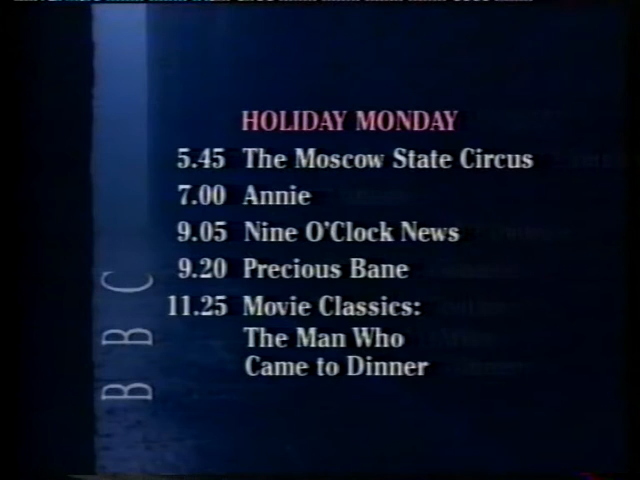 HOLIDAY MONDAY
5.45 The Moscow State Circus
7.00 Annie
9.05 Nine O'Clock News
9.20 Precious Bane
11.25 Movie Classics:
The Man Who
Came to Dinner
BBC